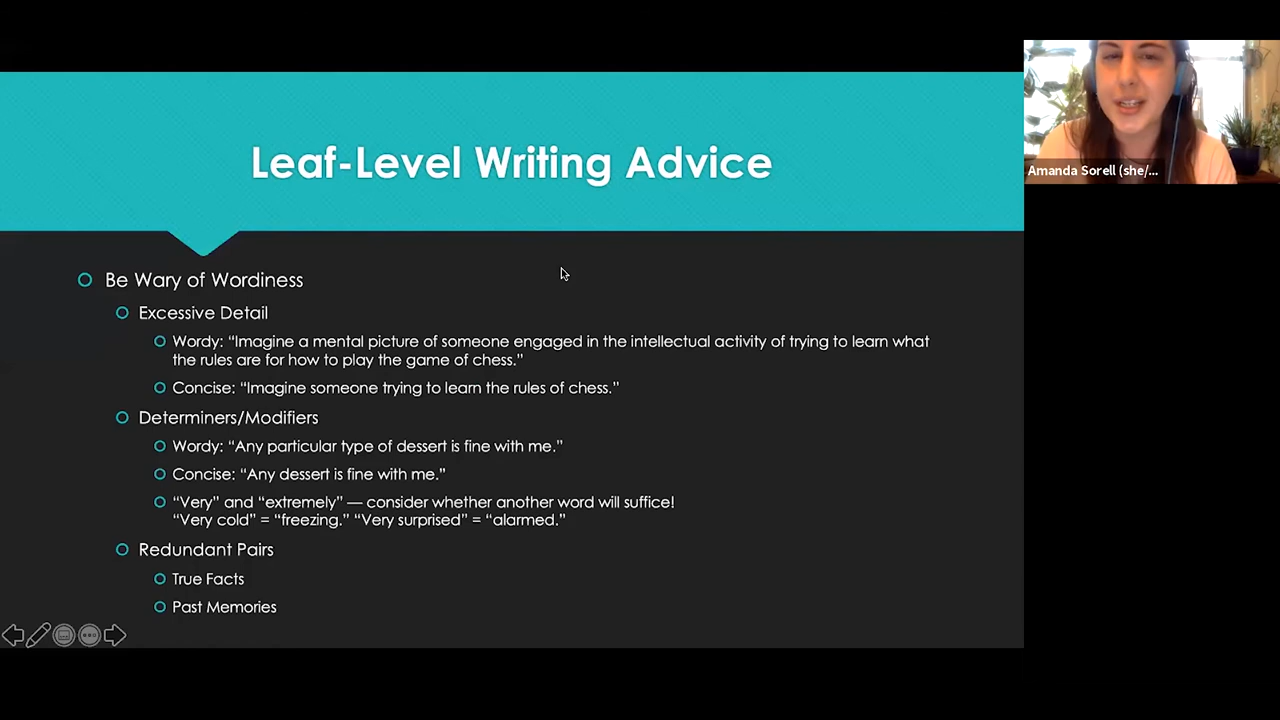 Leaf-Level Writing Advice
Be Wary of Wordiness
Excessive Detail
Wordy: “Imagine a mental picture of someone engaged in the intellectual activity of trying to learn what
the rules are for how to play the game of chess.”
Concise: “Imagine someone trying to learn the rules of chess.”
Determiners/Modifiers
Wordy: “Any particular type of dessert is fine with me.”
Concise: “Any dessert is fine with me.”
“Very” and “extremely” — consider whether another word will suffice!
“Very cold” = “freezing.” “Very surprised” = “alarmed.”
Redundant Pairs
True Facts
Past Memories
Amanda Sorell (she/...